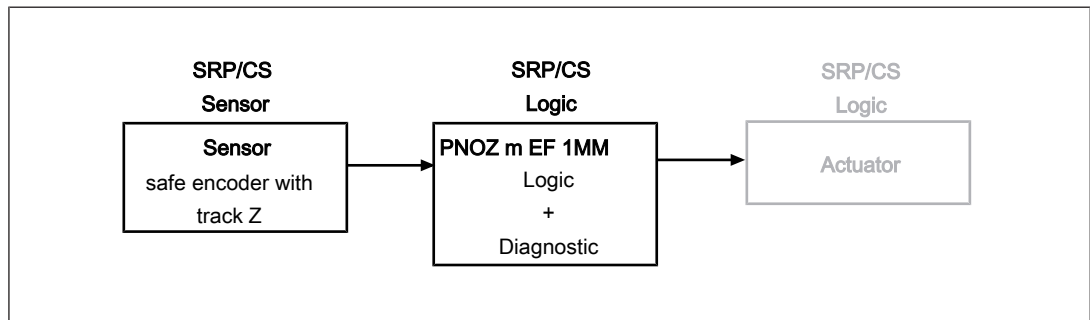 SRP/CS
Sensor
Sensor
safe encoder with
track Z
SRP/CS
Logic
PNOZ m EF 1MM
Logic
+
Diagnostic
SRP/CS
Logic
Actuator